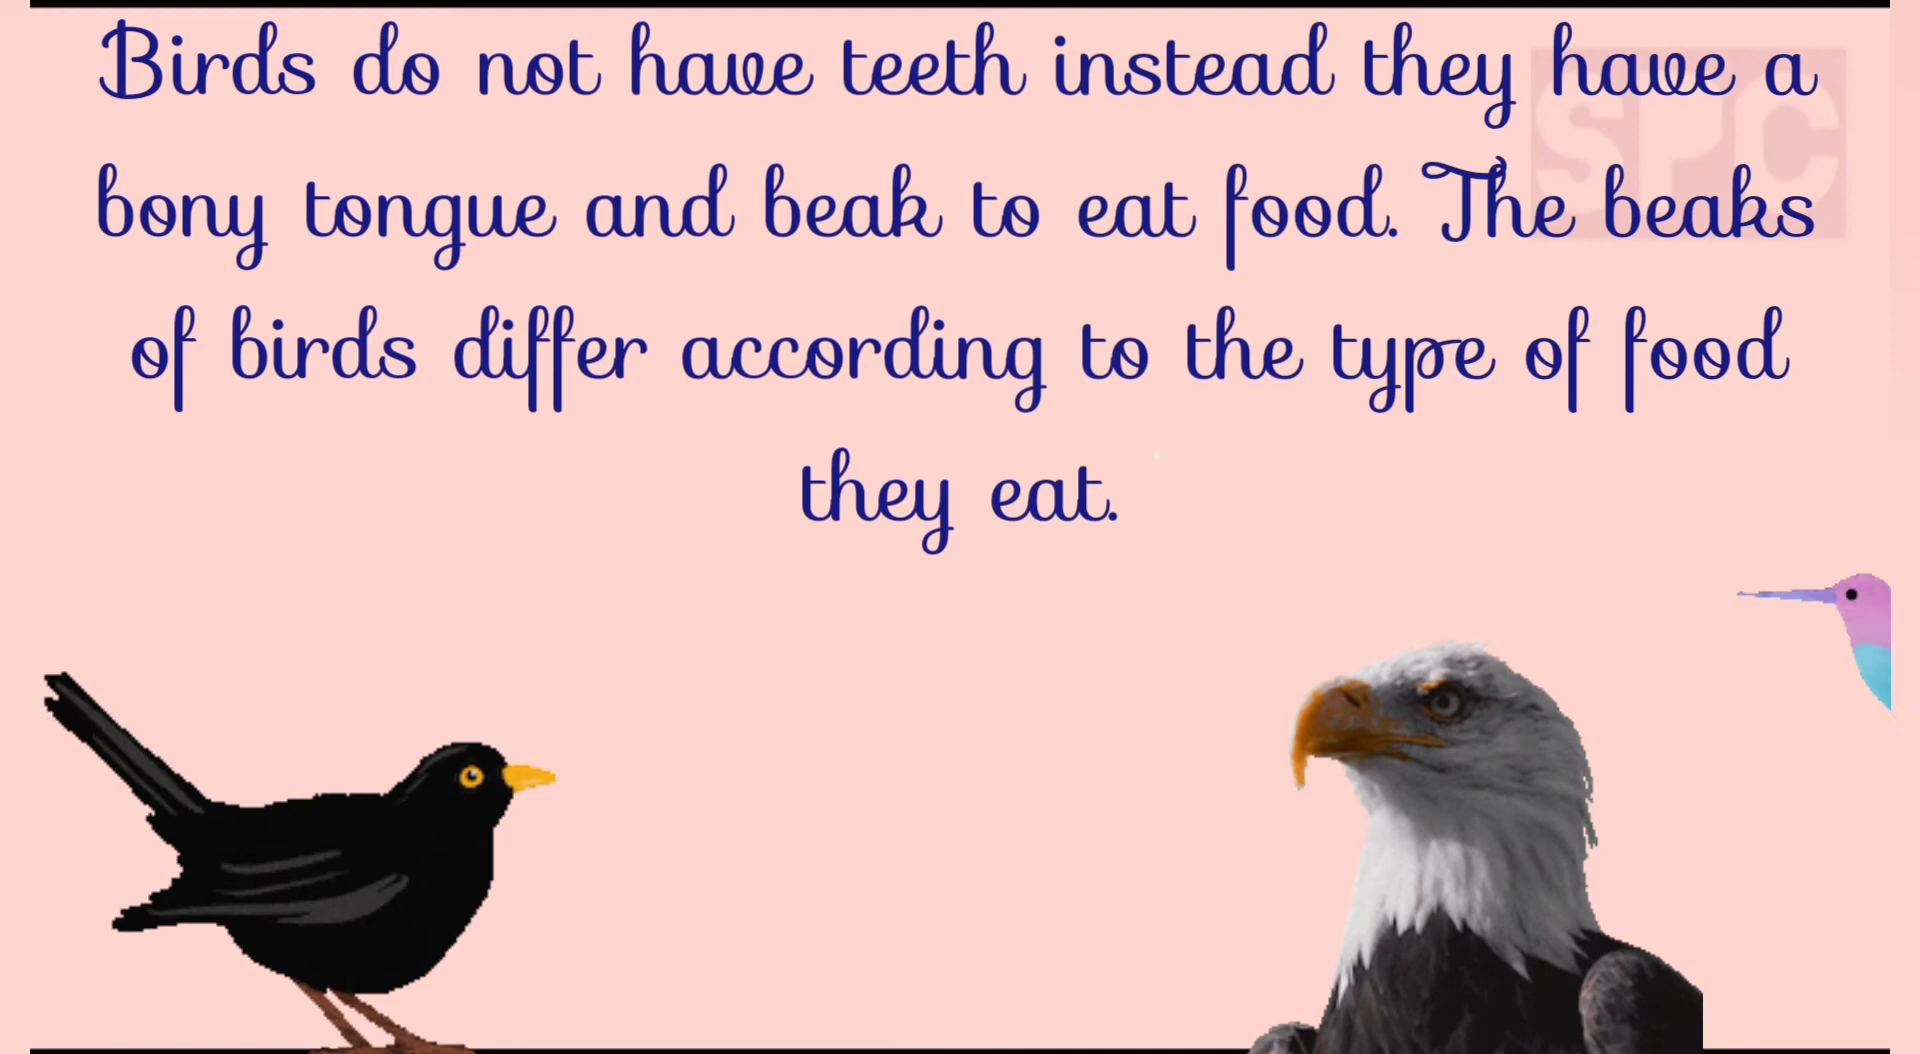 Birds do not have teeth instead they have a
bony tongue and beak to eat food. The beaks
of birds differ according to the type of food
they eat.
SPC